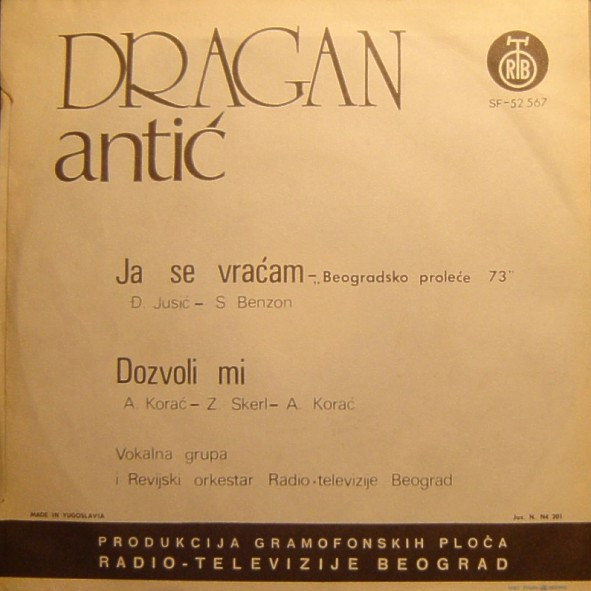 DRAGAN
antić
RTB
SF-52 567
Ja se vraćam-„Beogradsko proleće 73"
Đ. Jusić- S. Benzon
Dozvoli mi
A. Korać- Z. Skerl- A. Korać
Vokalna grupa
i Revijski orkestar Radio-televizije Beograd
MADE IN YUGOSLAVIA
PRODUKCIJA GRAMOFONSKIH PLOČA
RADIO-TELEVIZIJE BEOGRAD